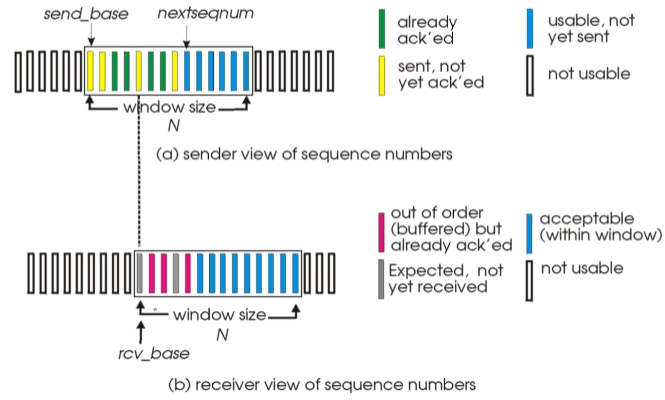 send_base
nextseqnum
already
ack'ed
usable, not
yet sent
sent, not
yet ack'ed
not usable
window size
N
(a) sender view of sequence numbers
out of order
(buffered) but
already ack'ed
acceptable
(within window)
Expected, not
yet received
not usable
window size
N
rcv_base
(b) receiver view of sequence numbers